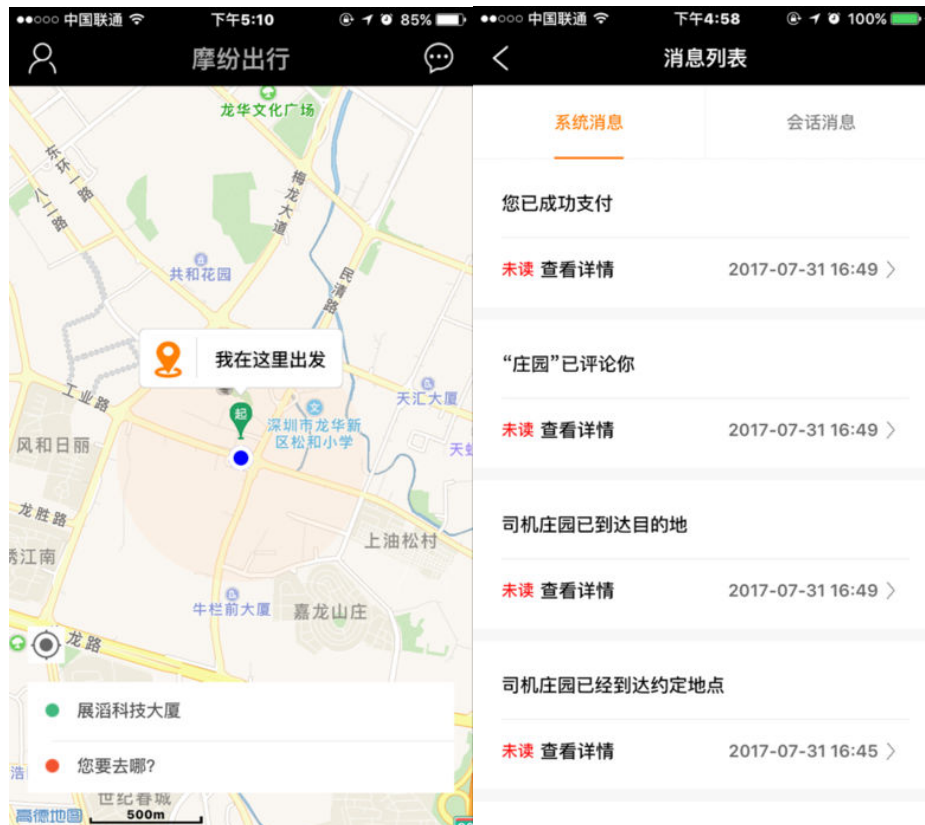 中国联通 下午5:10 85%
摩纷出行
龙华文化广场
东环一路
八二路
梅龙大道
共和花园
民清路
我在这里出发
工业路
天汇大厦
起
文
深圳市龙华新
区松和小学
风和日丽
龙胜路
上油松村
江南
牛栏前大厦
嘉龙山庄
龙路
展滔科技大厦
您要去哪?
浩
世纪春城
高德地图
500m
中国联通 下午4:58 100%
消息列表
系统消息 会话消息
您已成功支付
未读 查看详情 2017-07-31 16:49
“庄园”已评论你
未读 查看详情 2017-07-31 16:49
司机庄园已到达目的地
未读 查看详情 2017-07-31 16:49
司机庄园已经到达约定地点
未读 查看详情 2017-07-31 16:45